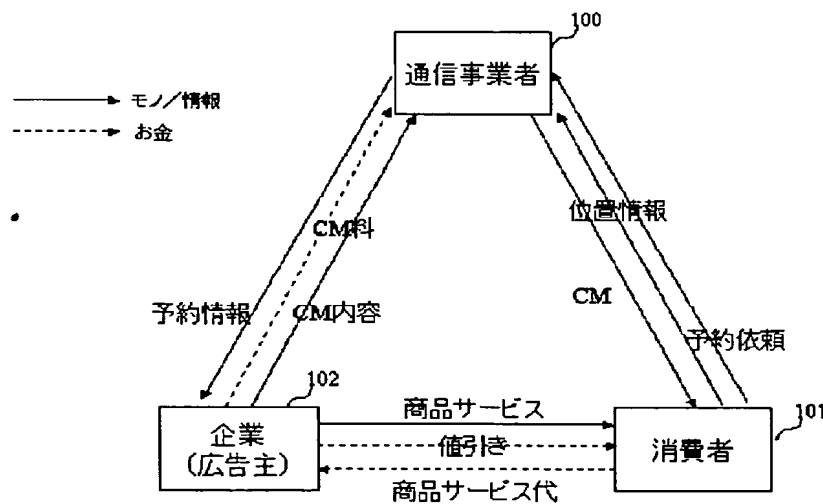 100
通信事業者
モノ/情報
お金
位置情報
CM料
CM
予約情報
CM内容
予約依頼
102
商品サービス
101
企業
(広告主)
値引き
消費者
商品サービス代